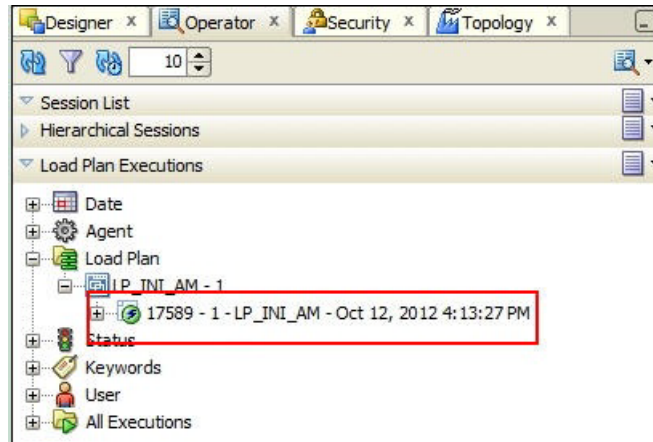 Designer x Operator x Security x Topology x
10
Session List
Hierarchical Sessions
Load Plan Executions
Date
Agent
Load Plan
LP_INI_AM - 1
17589 - 1 - LP_INI_AM - Oct 12, 2012 4:13:27 PM
Status
Keywords
User
All Executions